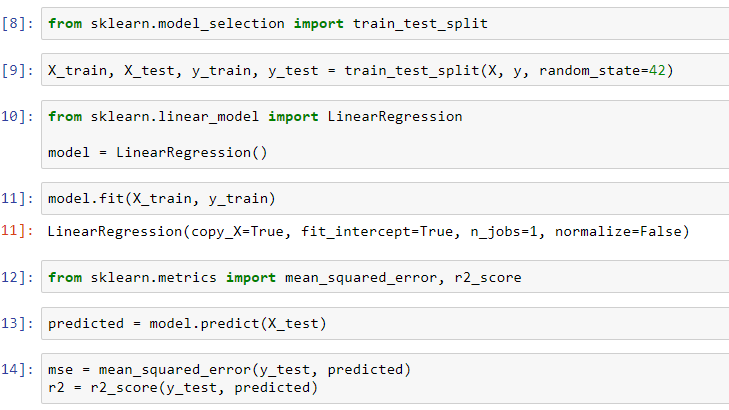 [8]: from sklearn.model_selection import train_test_split
[9]: X_train, X_test, y_train, y_test = train_test_split(X, y, random_state=42)
10]: from sklearn.linear_model import LinearRegression
model = LinearRegression()
11]: model.fit(X_train, y_train)
11]: LinearRegression(copy_X=True, fit_intercept=True, n_jobs=1, normalize=False)
12]: from sklearn.metrics import mean_squared_error, r2_score
13]: predicted = model.predict(X_test)
14]: mse = mean_squared_error(y_test, predicted)
r2 = r2_score(y_test, predicted)